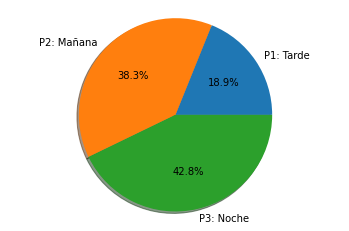 P2: Mañana
P1: Tarde
38.3%
18.9%
42.8%
P3: Noche